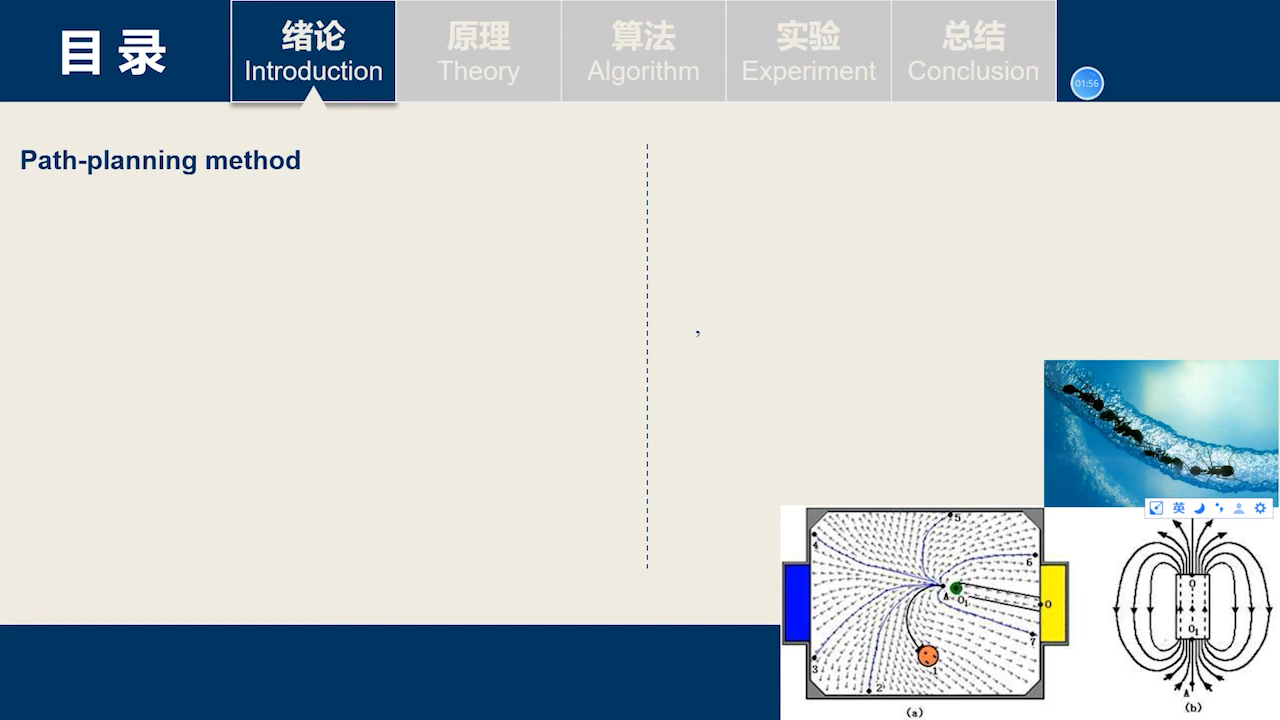 目 录
绪论
Introduction
原理
Theory
算法
Algorithm
实验
Experiment
总结
Conclusion
01:56
Path-planning method
,
英
5
4
6
A
O1
O
7
1
3
2
(a)
O
O1
A
(b)